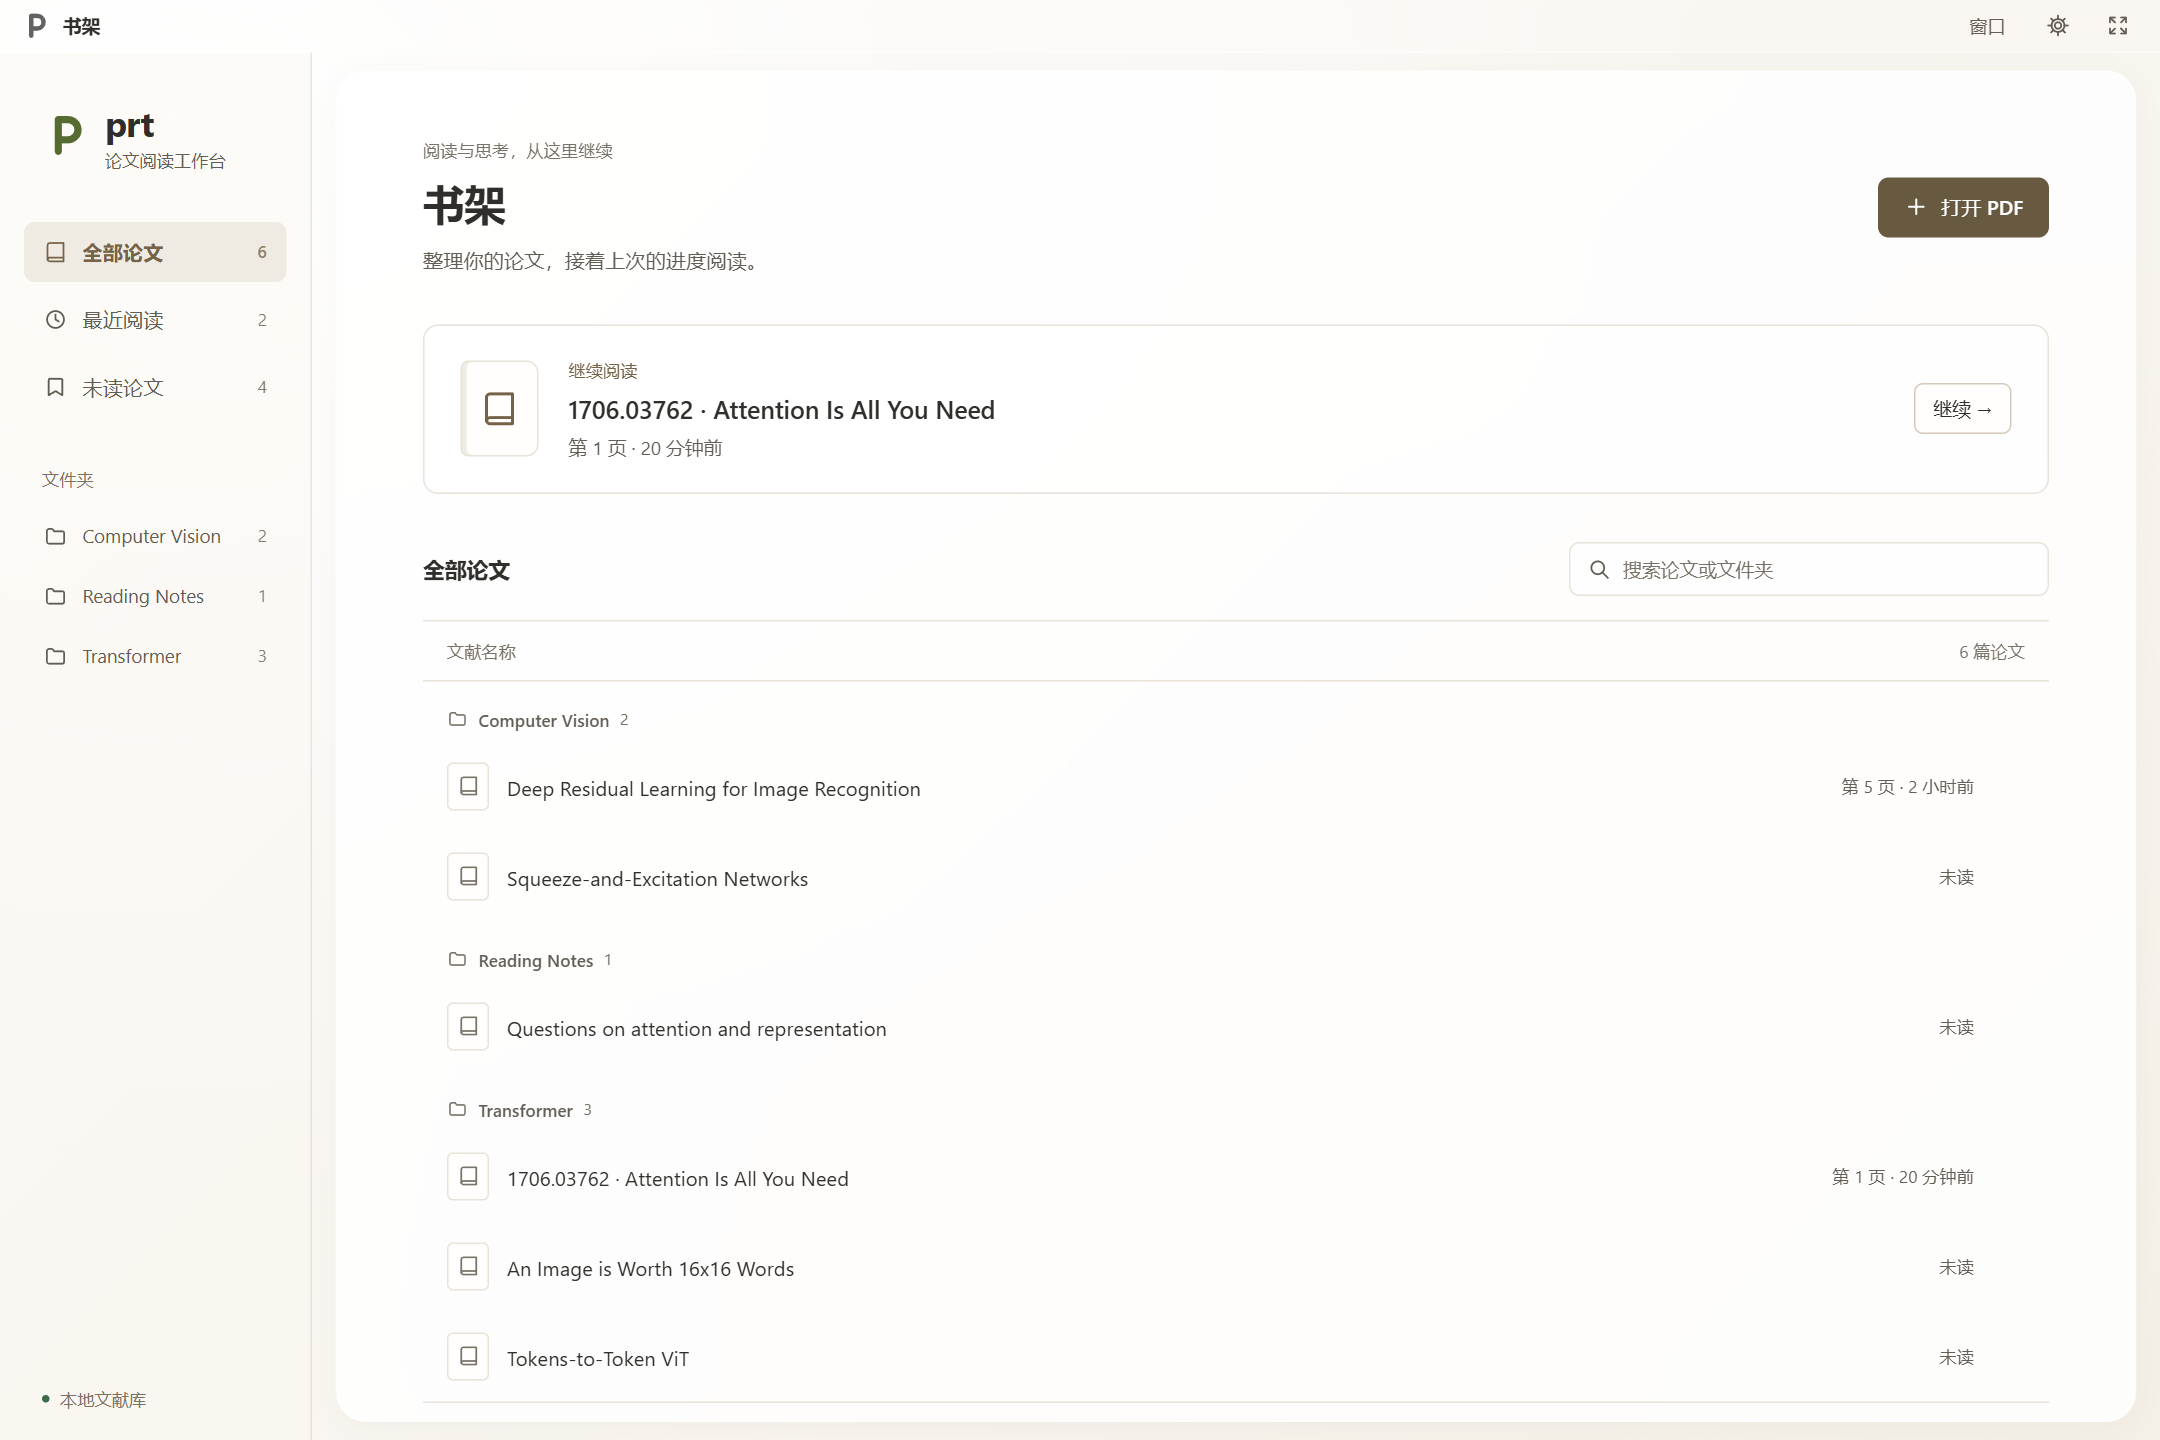 书架
窗口
prt
论文阅读工作台
全部论文 6
最近阅读 2
未读论文 4
文件夹
Computer Vision 2
Reading Notes 1
Transformer 3
本地文献库
阅读与思考，从这里继续
书架
整理你的论文，接着上次的进度阅读。
打开 PDF
继续阅读
1706.03762 · Attention Is All You Need
第 1 页 · 20 分钟前
继续 →
全部论文
搜索论文或文件夹
文献名称 6 篇论文
Computer Vision 2
Deep Residual Learning for Image Recognition 第 5 页 · 2 小时前
Squeeze-and-Excitation Networks 未读
Reading Notes 1
Questions on attention and representation 未读
Transformer 3
1706.03762 · Attention Is All You Need 第 1 页 · 20 分钟前
An Image is Worth 16x16 Words 未读
Tokens-to-Token ViT 未读